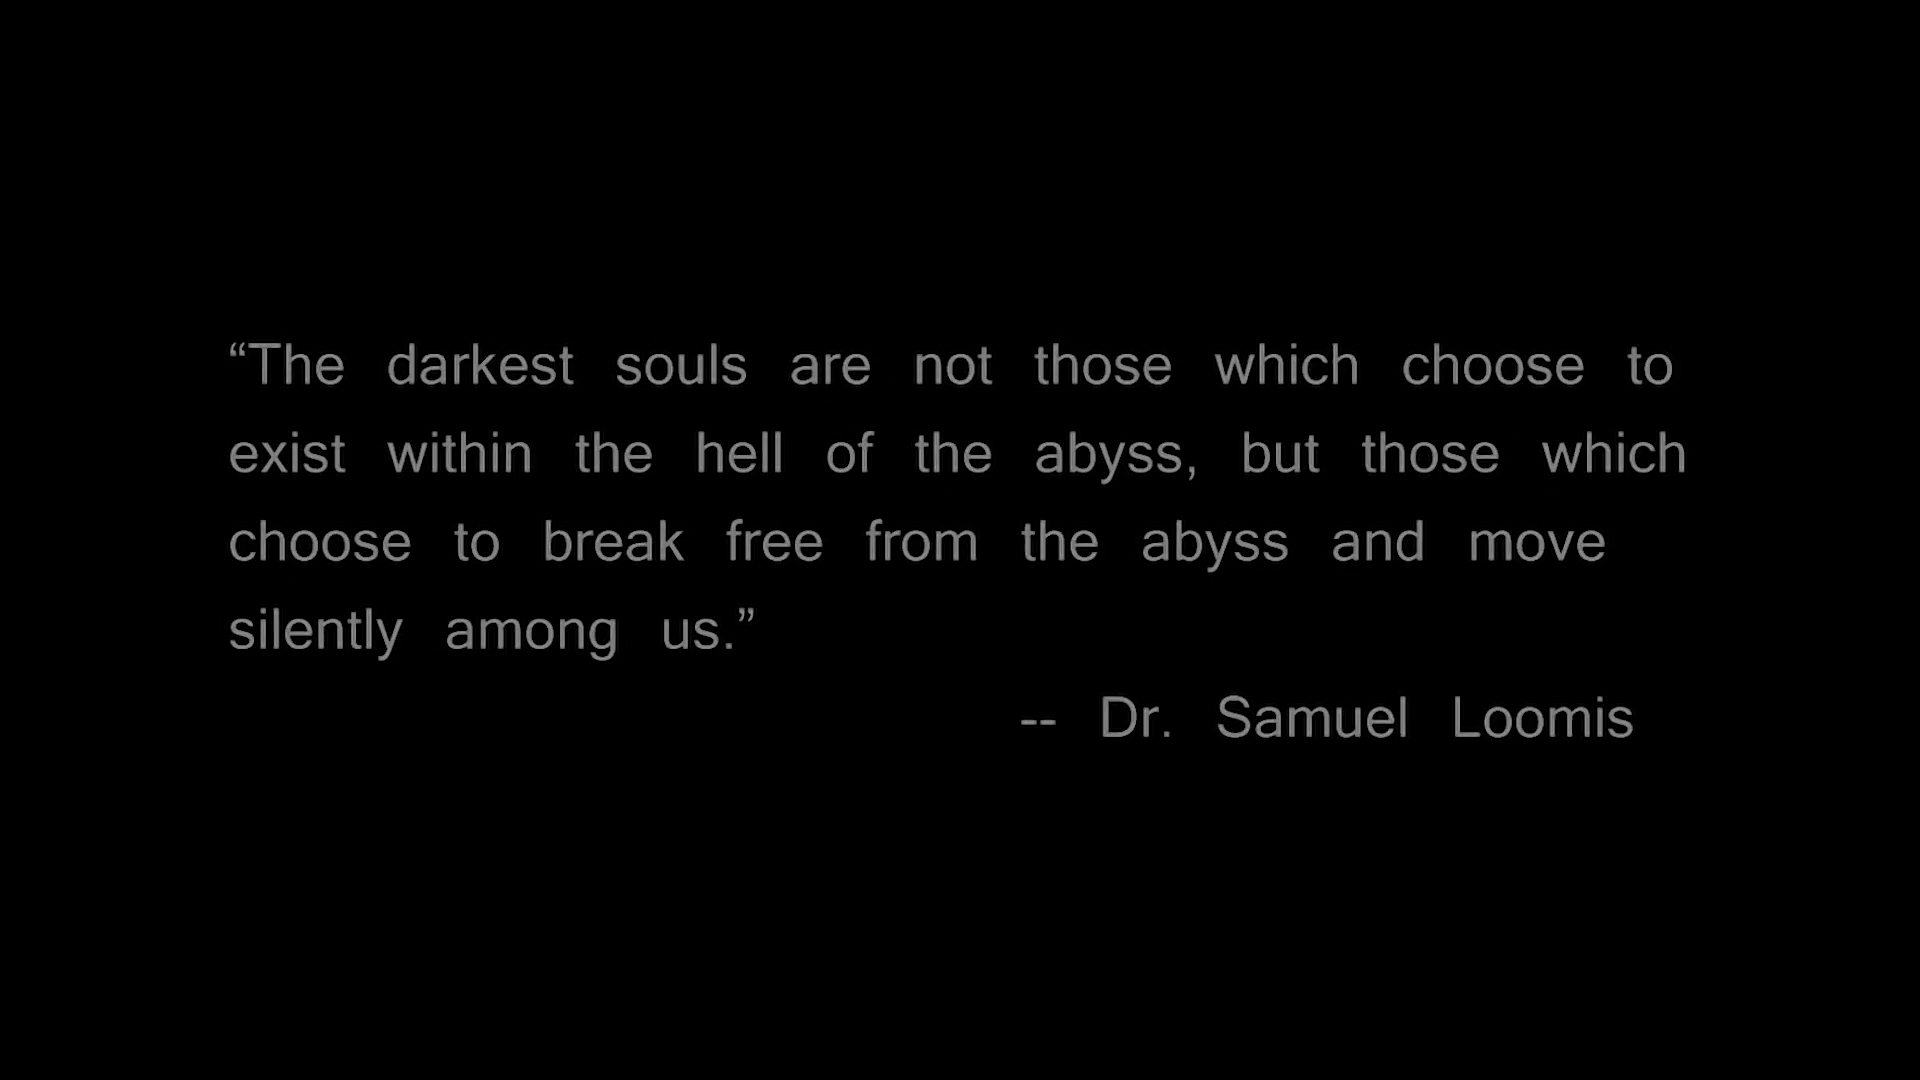 “The darkest souls are not those which choose to
exist within the hell of the abyss, but those which
choose to break free from the abyss and move
silently among us.”
-- Dr. Samuel Loomis